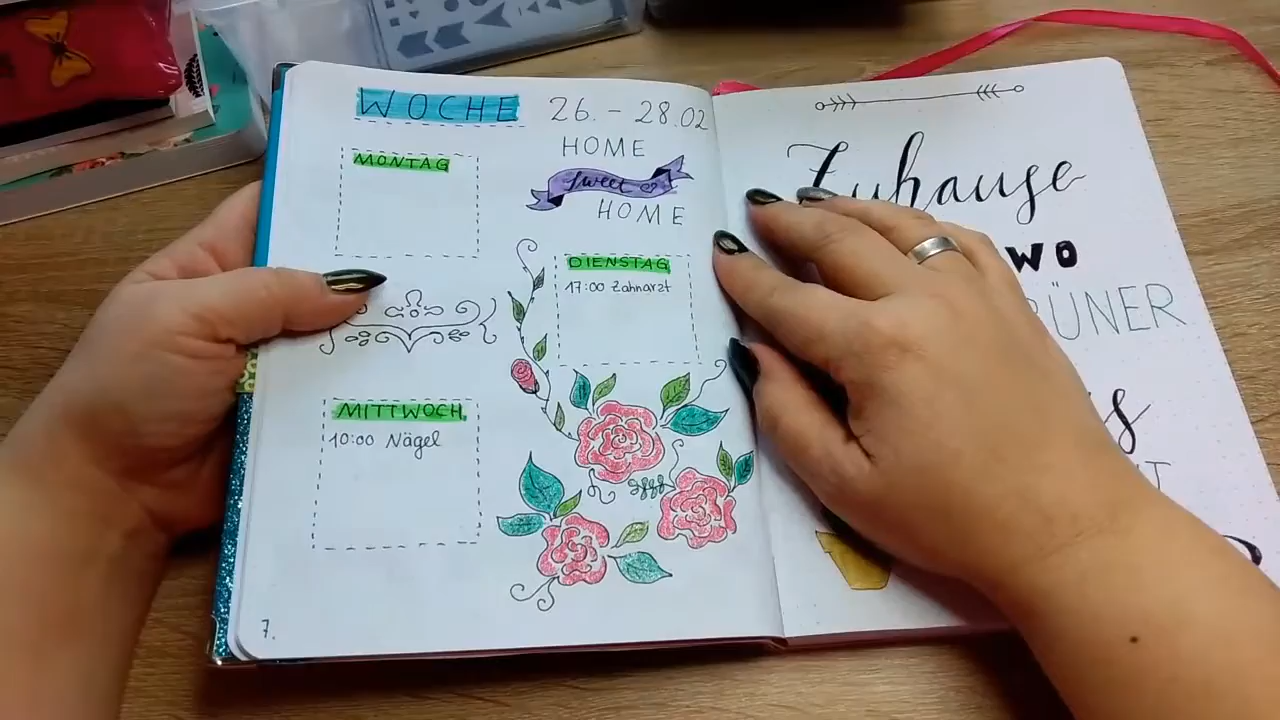 WOCHE
26. - 28.02
HOME
Sweet
HOME
MONTAG
DIENSTAG
17:00 Zahnarzt
MITTWOCH
10:00 Nägel
7.
Zuhause
WO